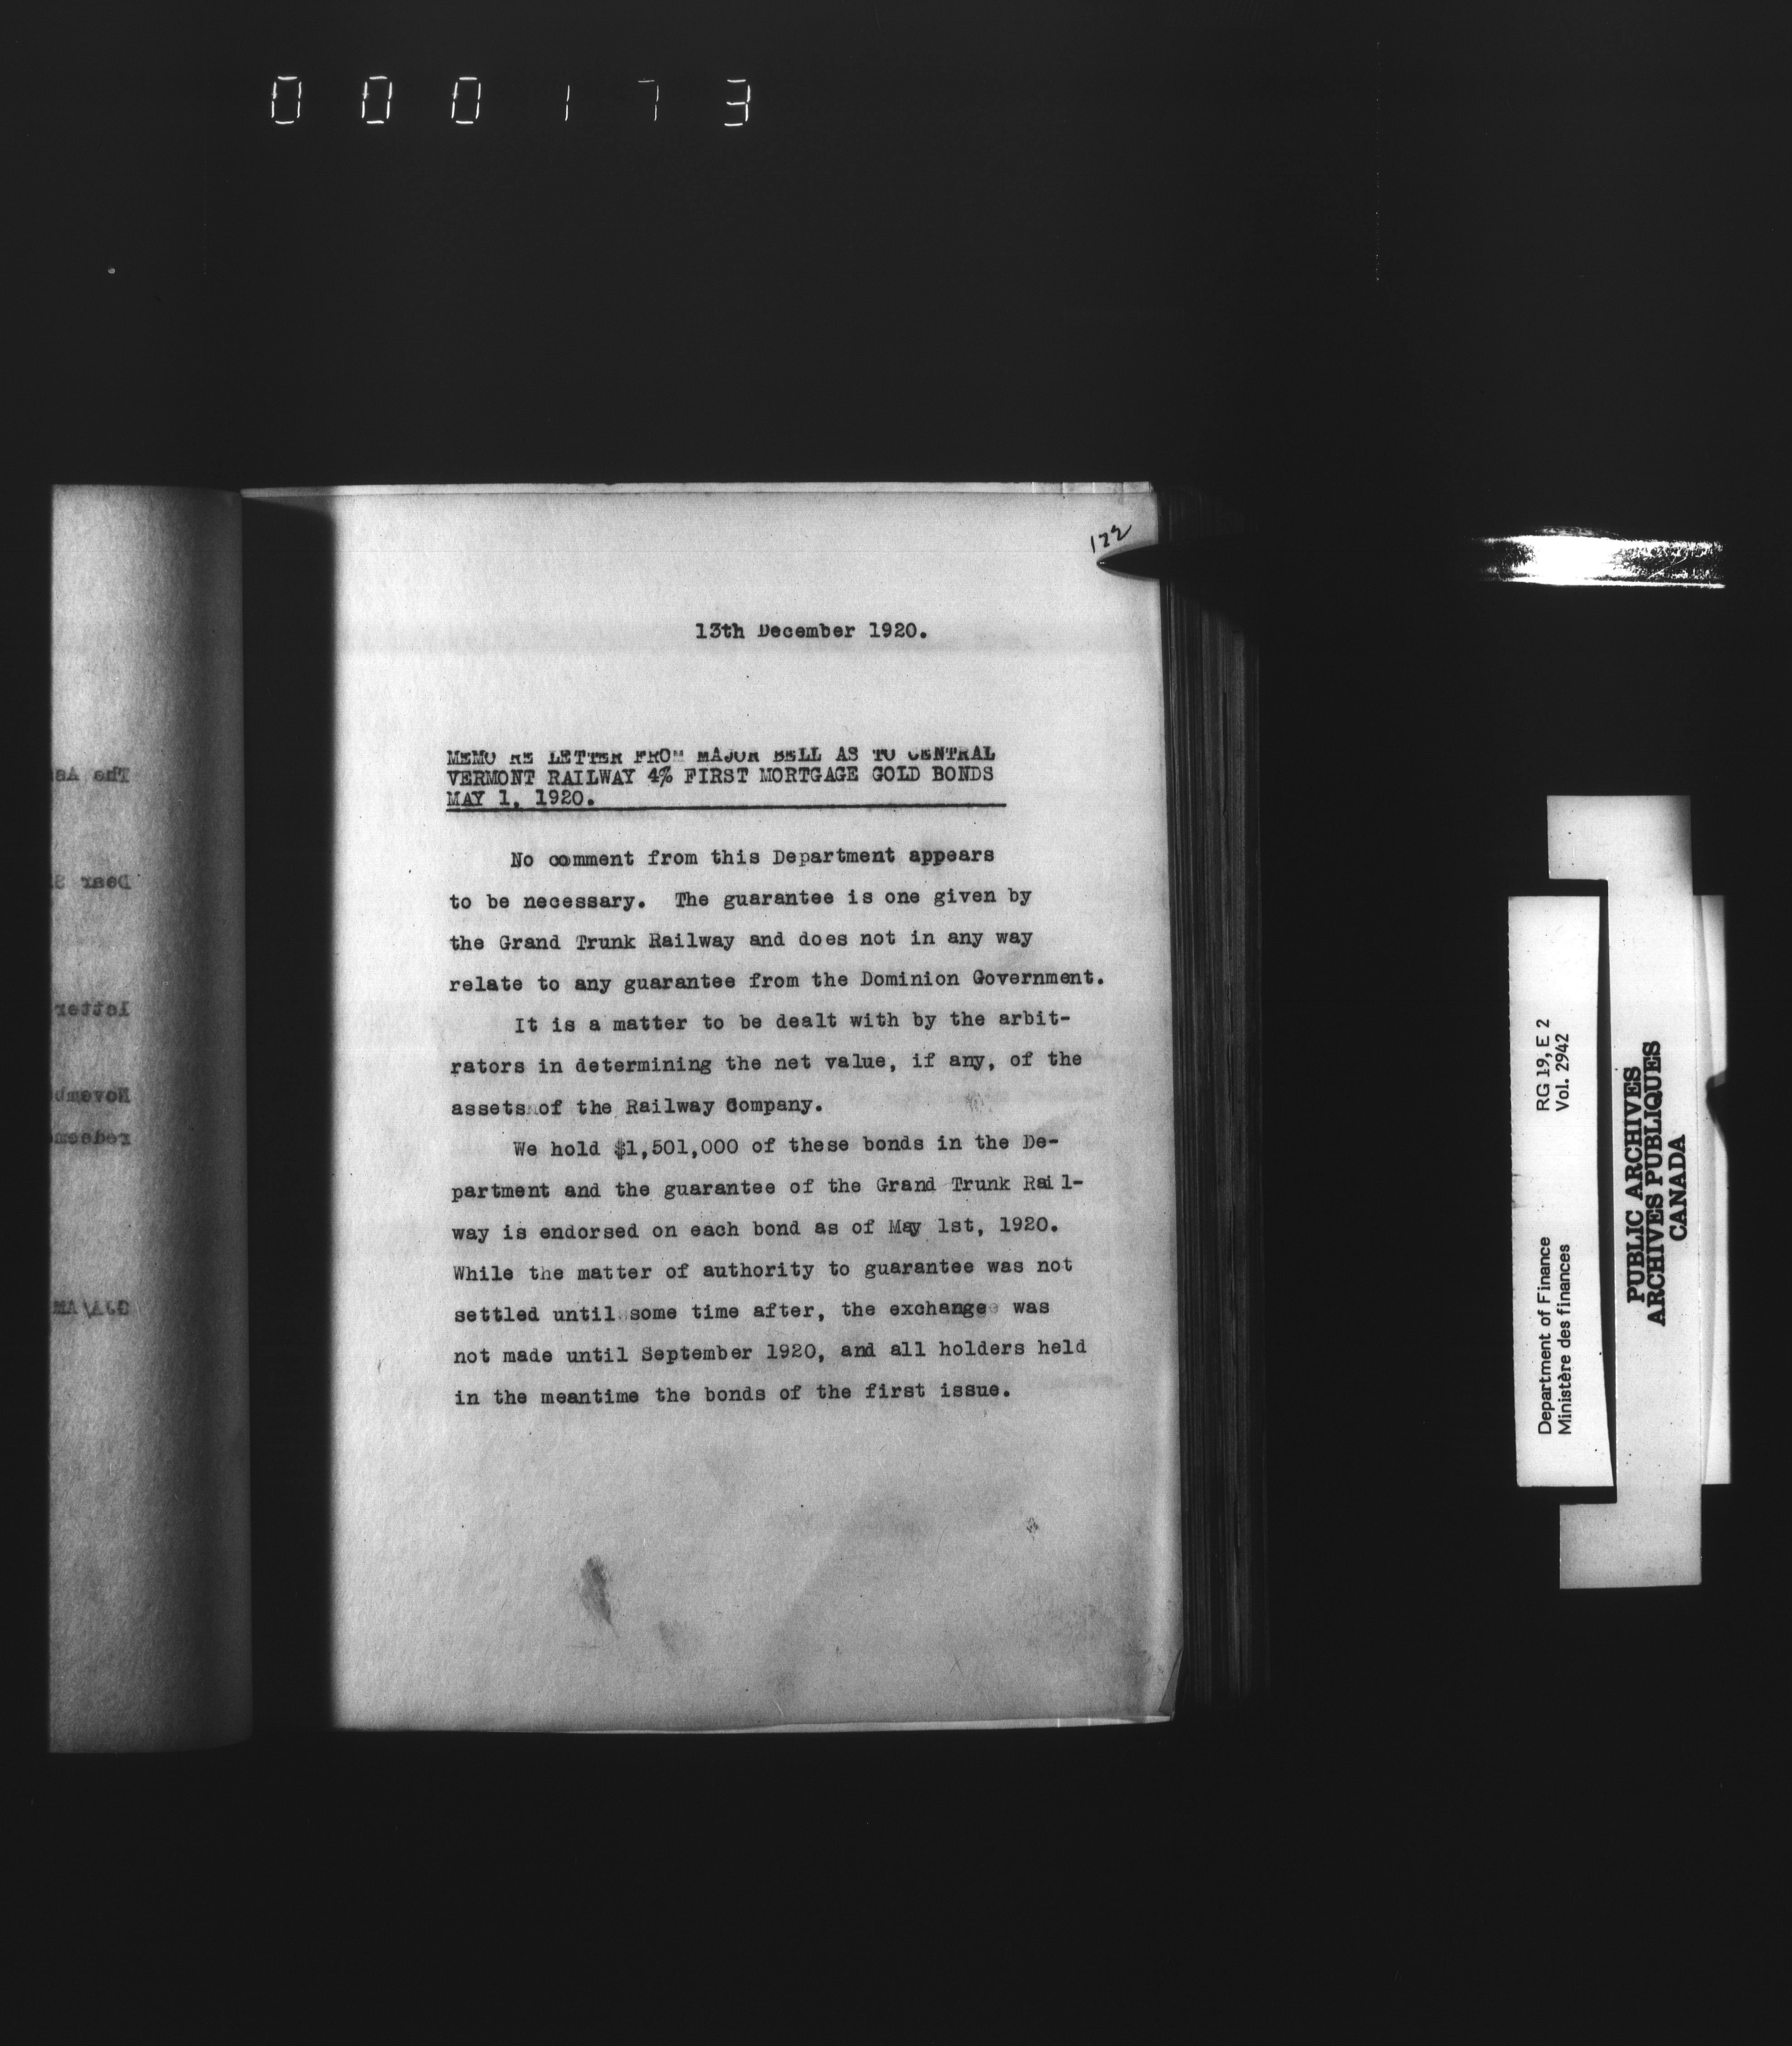 000173
122
13th December 1920.
MEMO RE LETTER FROM MAJOR BELL AS TO CENTRAL
VERMONT RAILWAY 4% FIRST MORTGAGE GOLD BONDS
MAY 1, 1920.
No comment from this Department appears
to be necessary. The guarantee is one given by
the Grand Trunk Railway and does not in any way
relate to any guarantee from the Dominion Government.
It is a matter to be dealt with by the arbit-
rators in determining the net value, if any, of the
assets of the Railway Company.
We hold $1,501,000 of these bonds in the De-
partment and the guarantee of the Grand Trunk Rail-
way is endorsed on each bond as of May 1st, 1920.
While the matter of authority to guarantee was not
settled until some time after, the exchange was
not made until September 1920, and all holders held
in the meantime the bonds of the first issue.
The As
Dear S
letter
Novemb
redeem
Department of Finance RG 19, E 2
Ministère des finances Vol. 2942
PUBLIC ARCHIVES
ARCHIVES PUBLIQUES
CANADA